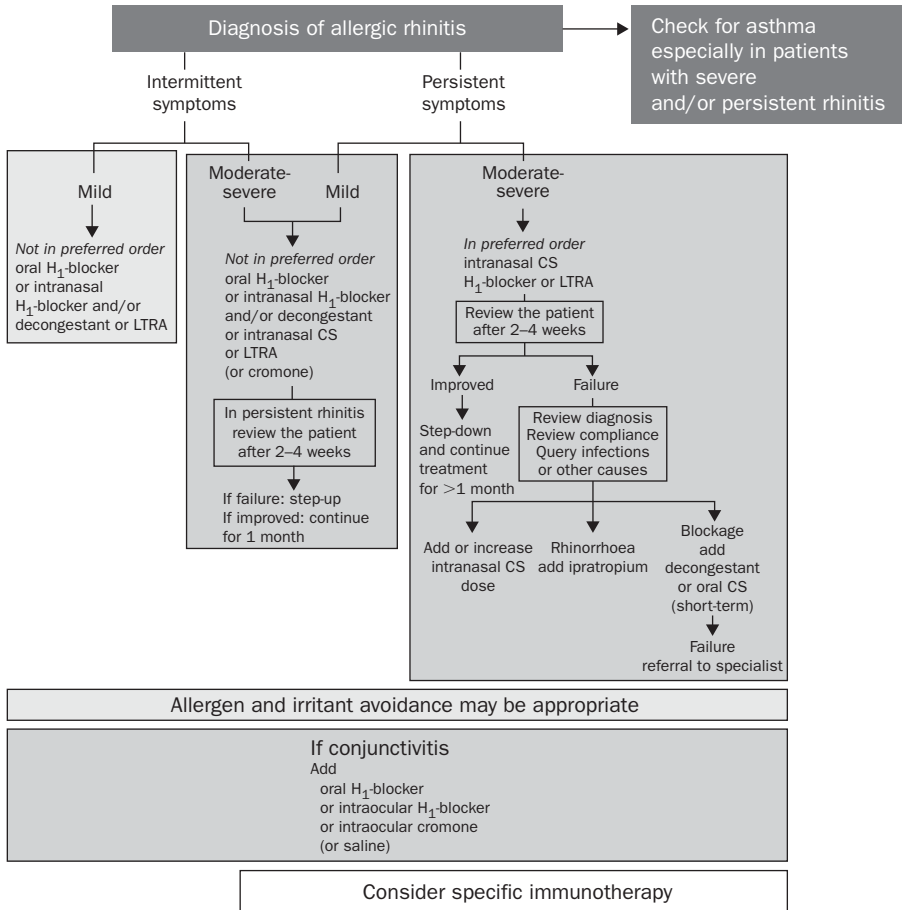 Diagnosis of allergic rhinitis
Check for asthma
especially in patients
with severe
and/or persistent rhinitis
Intermittent
symptoms
Persistent
symptoms
Mild
Not in preferred order
oral H₁-blocker
or intranasal
H₁-blocker and/or
decongestant or LTRA
Moderate-
severe
Mild
Not in preferred order
oral H₁-blocker
or intranasal H₁-blocker
and/or decongestant
or intranasal CS
or LTRA
(or cromone)
In persistent rhinitis
review the patient
after 2–4 weeks
If failure: step-up
If improved: continue
for 1 month
Moderate-
severe
In preferred order
intranasal CS
H₁-blocker or LTRA
Review the patient
after 2–4 weeks
Improved
Step-down
and continue
treatment
for >1 month
Failure
Review diagnosis
Review compliance
Query infections
or other causes
Add or increase
intranasal CS
dose
Rhinorrhoea
add ipratropium
Blockage
add
decongestant
or oral CS
(short-term)
Failure
referral to specialist
Allergen and irritant avoidance may be appropriate
If conjunctivitis
Add
oral H₁-blocker
or intraocular H₁-blocker
or intraocular cromone
(or saline)
Consider specific immunotherapy